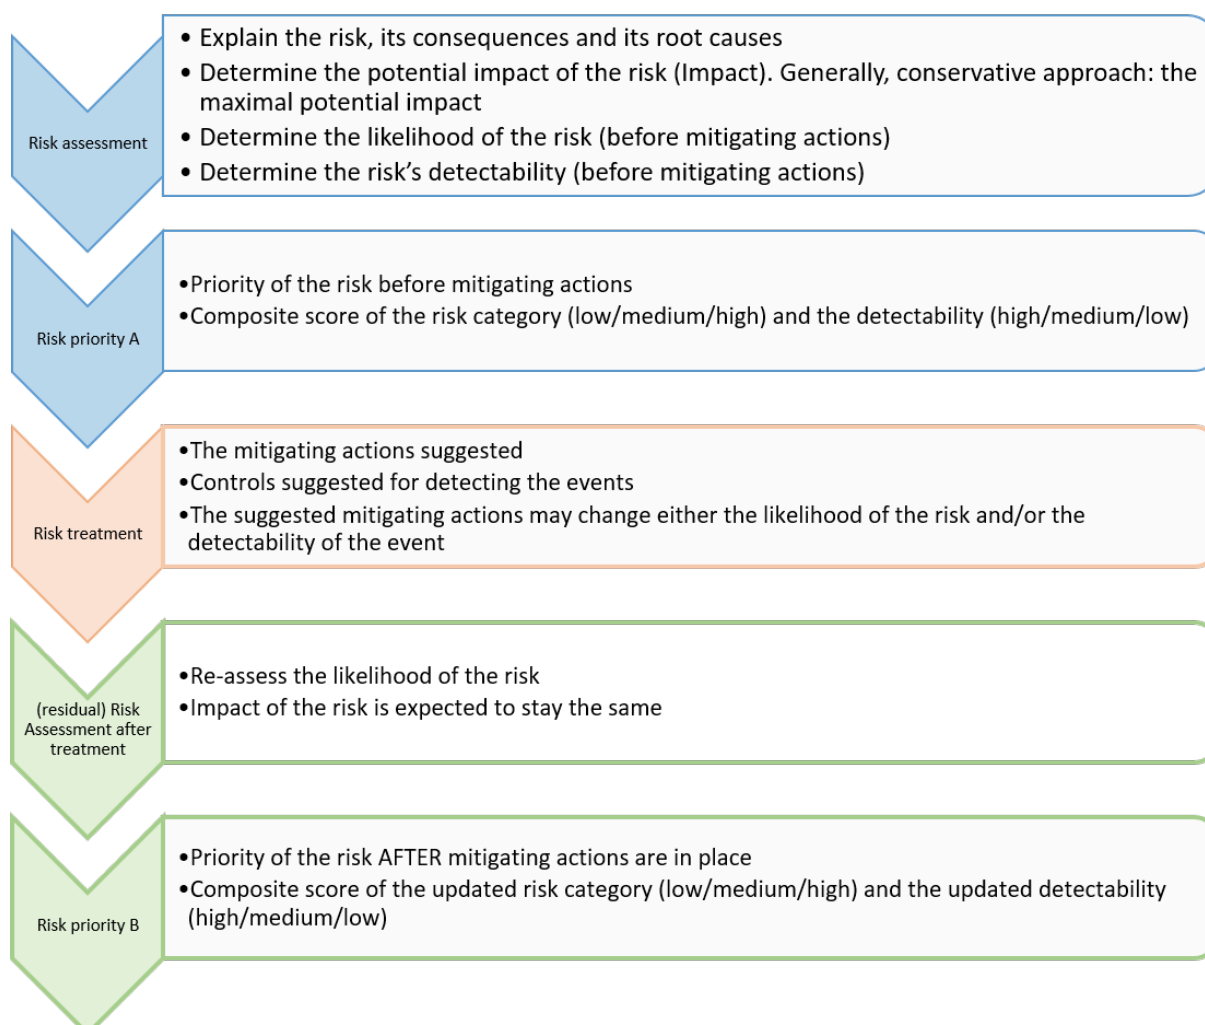 • Explain the risk, its consequences and its root causes
• Determine the potential impact of the risk (Impact). Generally, conservative approach: the
maximal potential impact
• Determine the likelihood of the risk (before mitigating actions)
• Determine the risk’s detectability (before mitigating actions)
Risk assessment
•Priority of the risk before mitigating actions
•Composite score of the risk category (low/medium/high) and the detectability (high/medium/low)
Risk priority A
•The mitigating actions suggested
•Controls suggested for detecting the events
•The suggested mitigating actions may change either the likelihood of the risk and/or the
detectability of the event
Risk treatment
•Re-assess the likelihood of the risk
•Impact of the risk is expected to stay the same
(residual) Risk
Assessment after
treatment
•Priority of the risk AFTER mitigating actions are in place
•Composite score of the updated risk category (low/medium/high) and the updated detectability
(high/medium/low)
Risk priority B